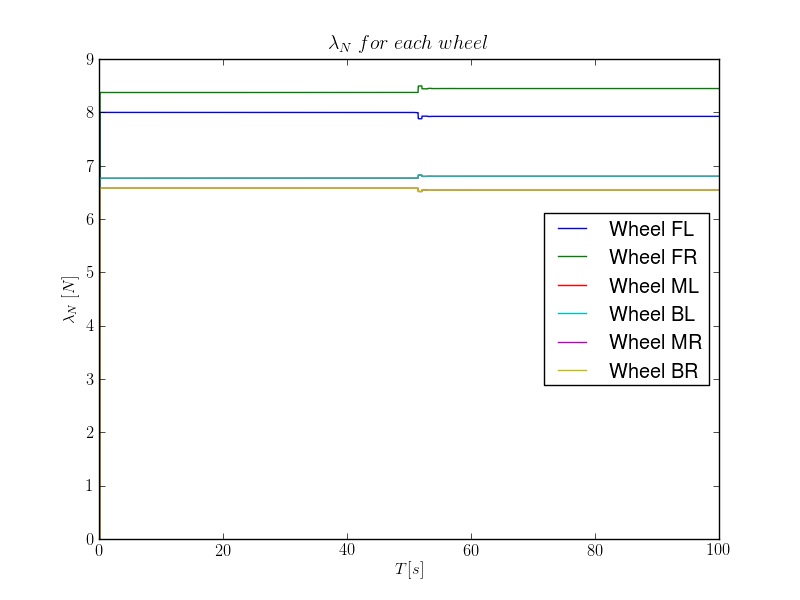 λN for each wheel
9
8
7
6
5
4
3
2
1
0
λN [N]
Wheel FL
Wheel FR
Wheel ML
Wheel BL
Wheel MR
Wheel BR
0 20 40 60 80 100
T[s]